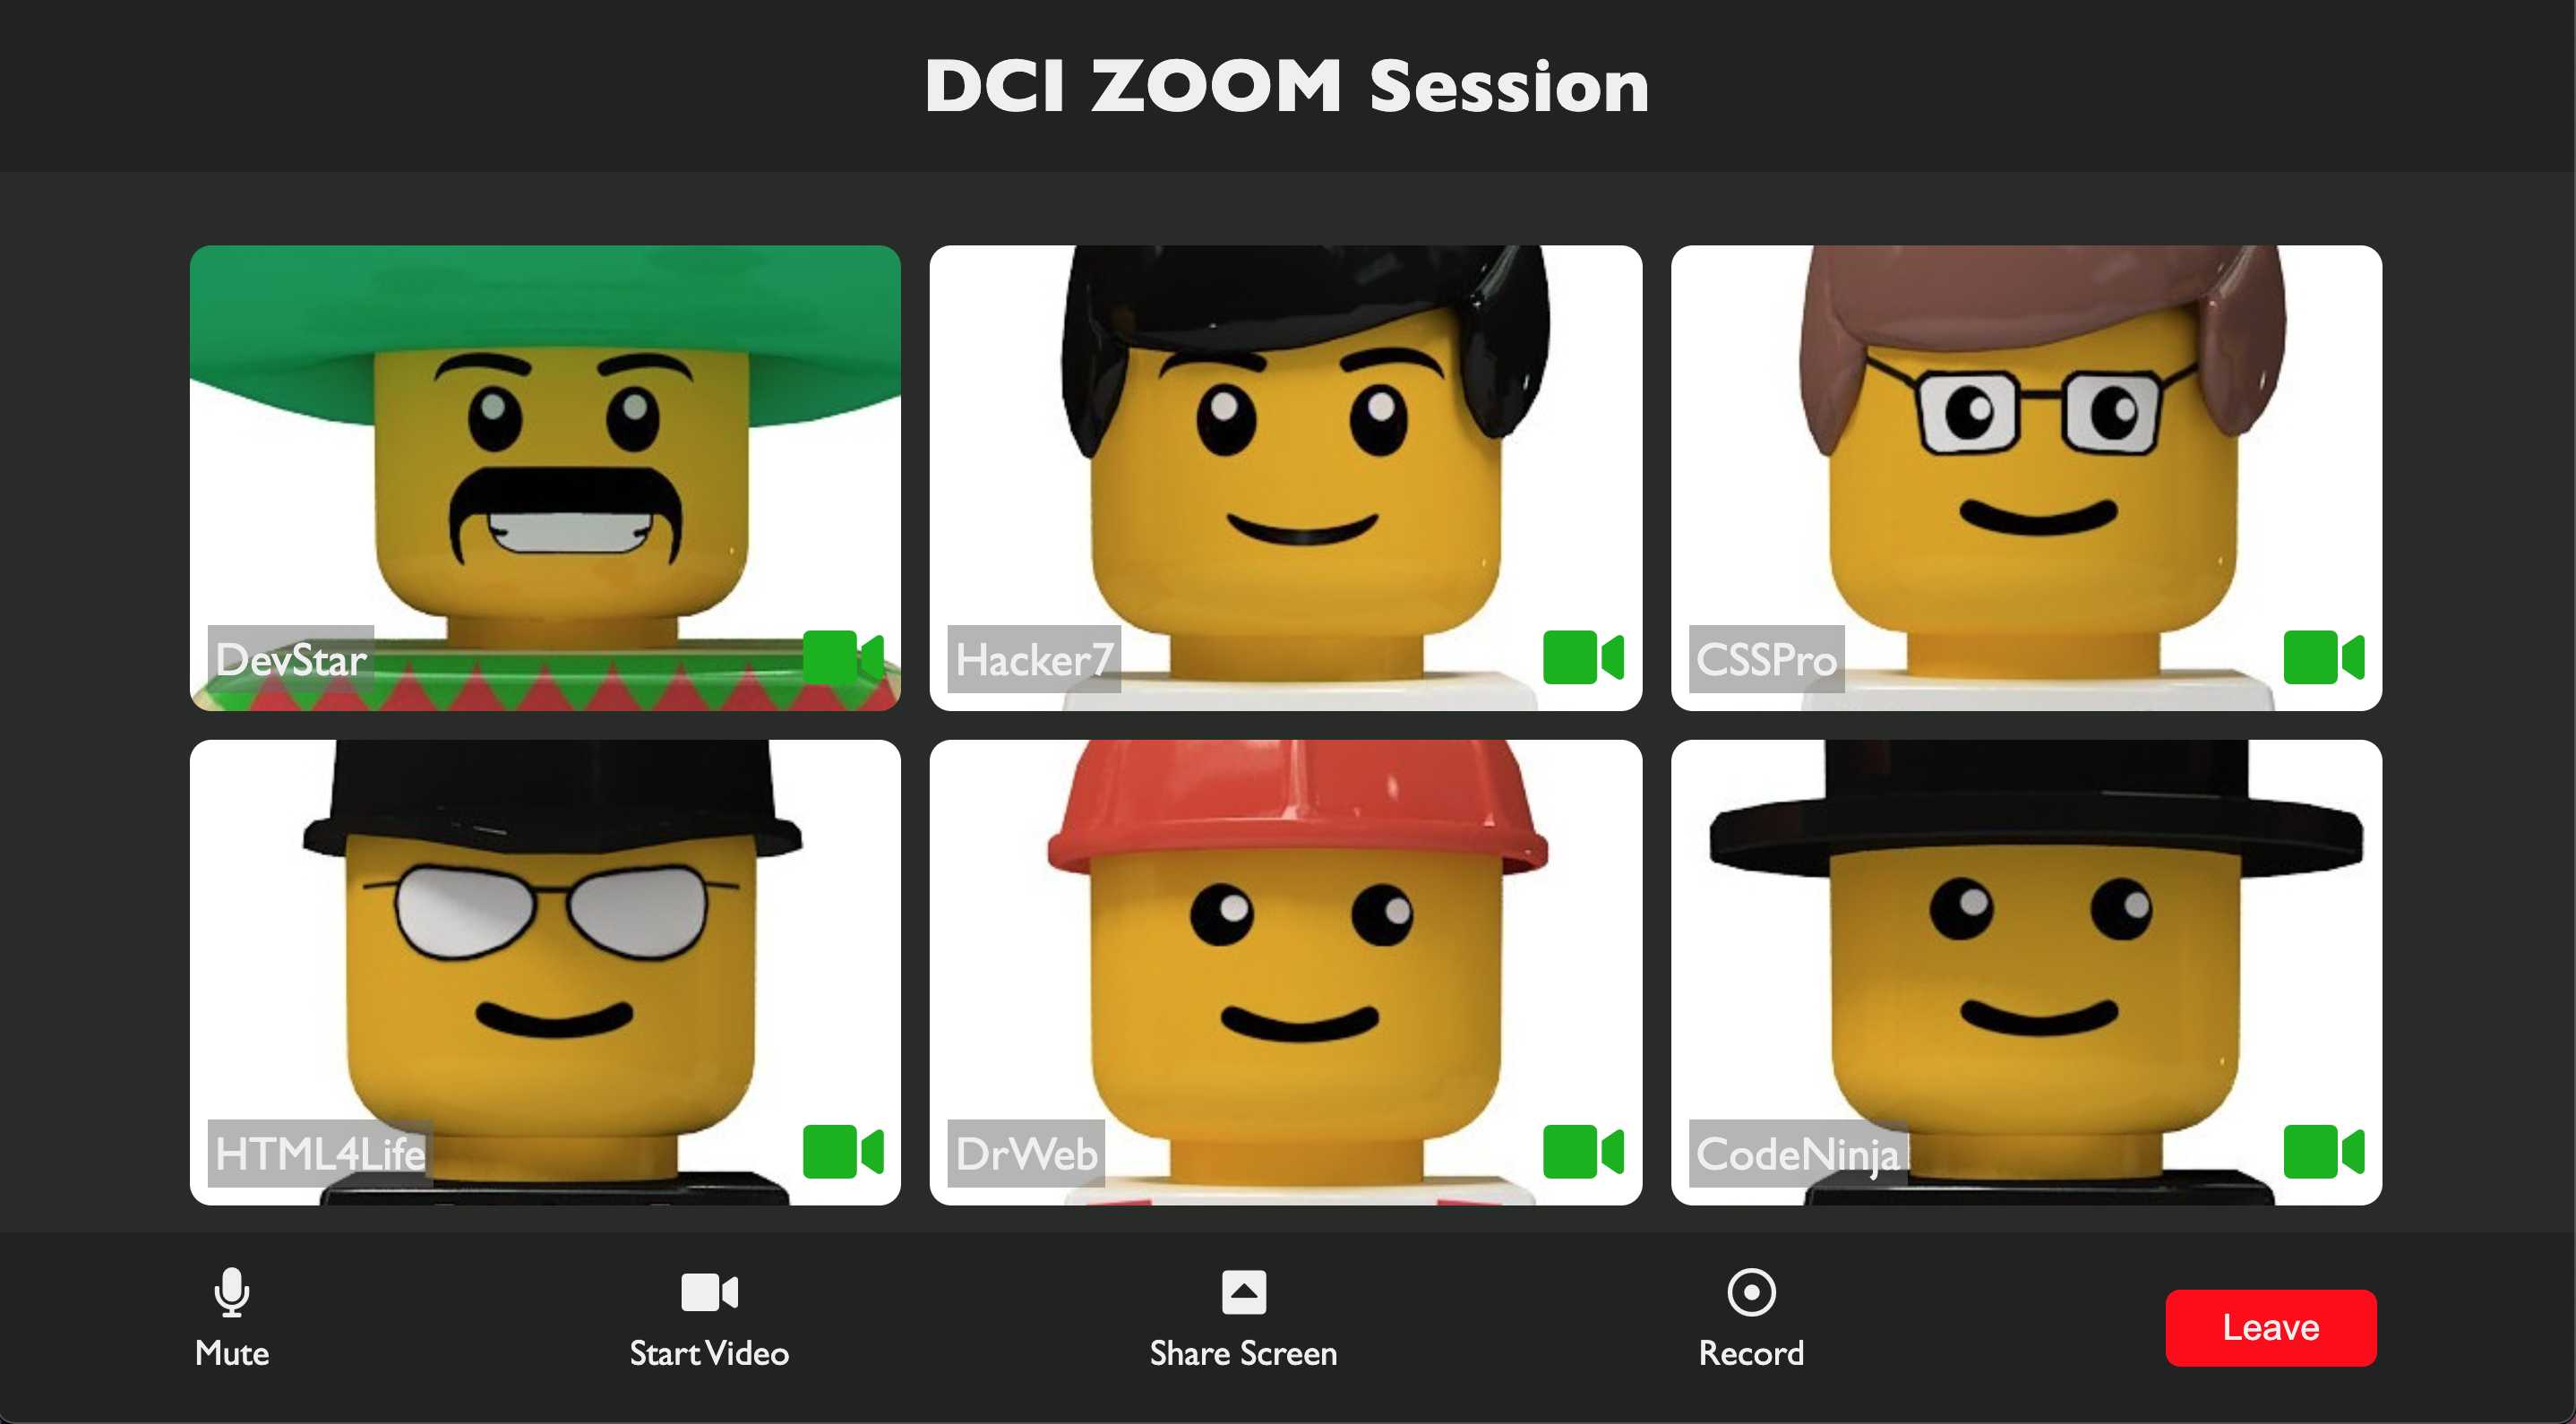 DCI ZOOM Session
DevStar
Hacker7
CSSPro
HTML4Life
DrWeb
CodeNinja
Mute
Start Video
Share Screen
Record
Leave